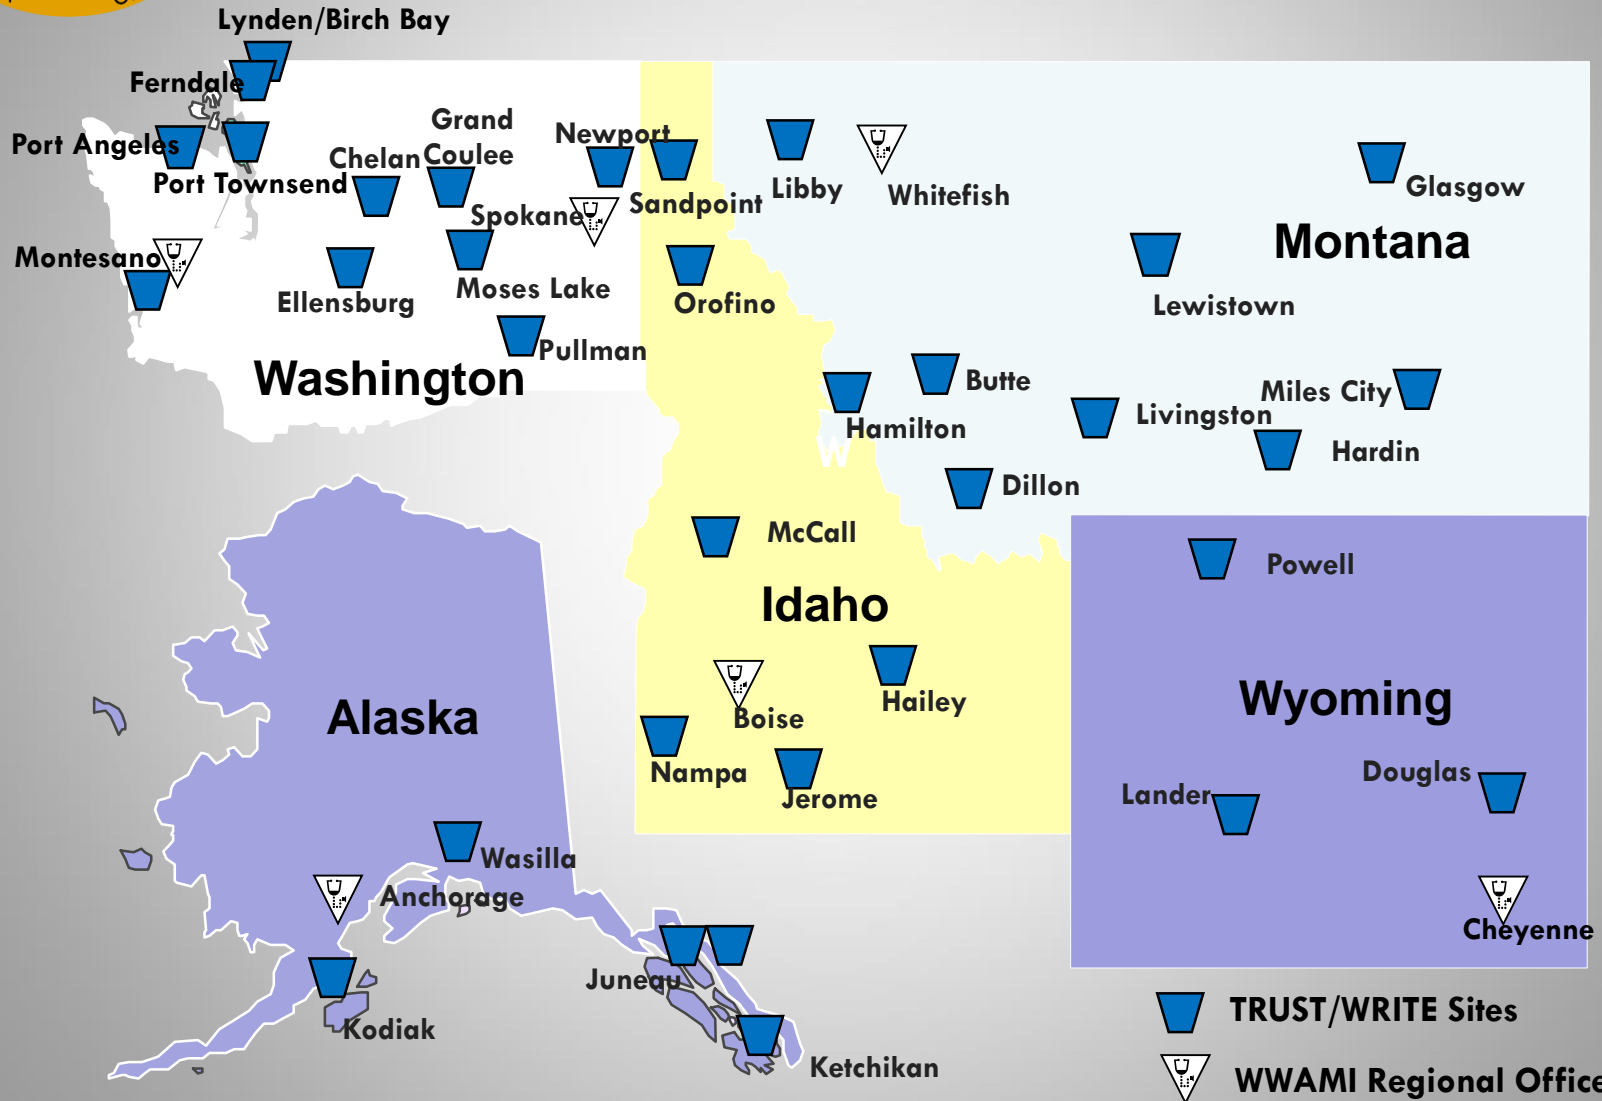 Lynden/Birch Bay
Ferndale
Port Angeles
Port Townsend
Grand
Chelan Coulee
Newport
Spokane
Sandpoint
Libby
Whitefish
Glasgow
Montana
Montesano
Ellensburg
Moses Lake
Orofino
Lewistown
Pullman
Washington
Butte
Miles City
Hamilton
Livingston
Hardin
W
Dillon
McCall
Powell
Idaho
Hailey
Boise
Nampa
Jerome
Wyoming
Douglas
Lander
Cheyenne
Alaska
Wasilla
Anchorage
Juneau
Kodiak
Ketchikan
TRUST/WRITE Sites
WWAMI Regional Office